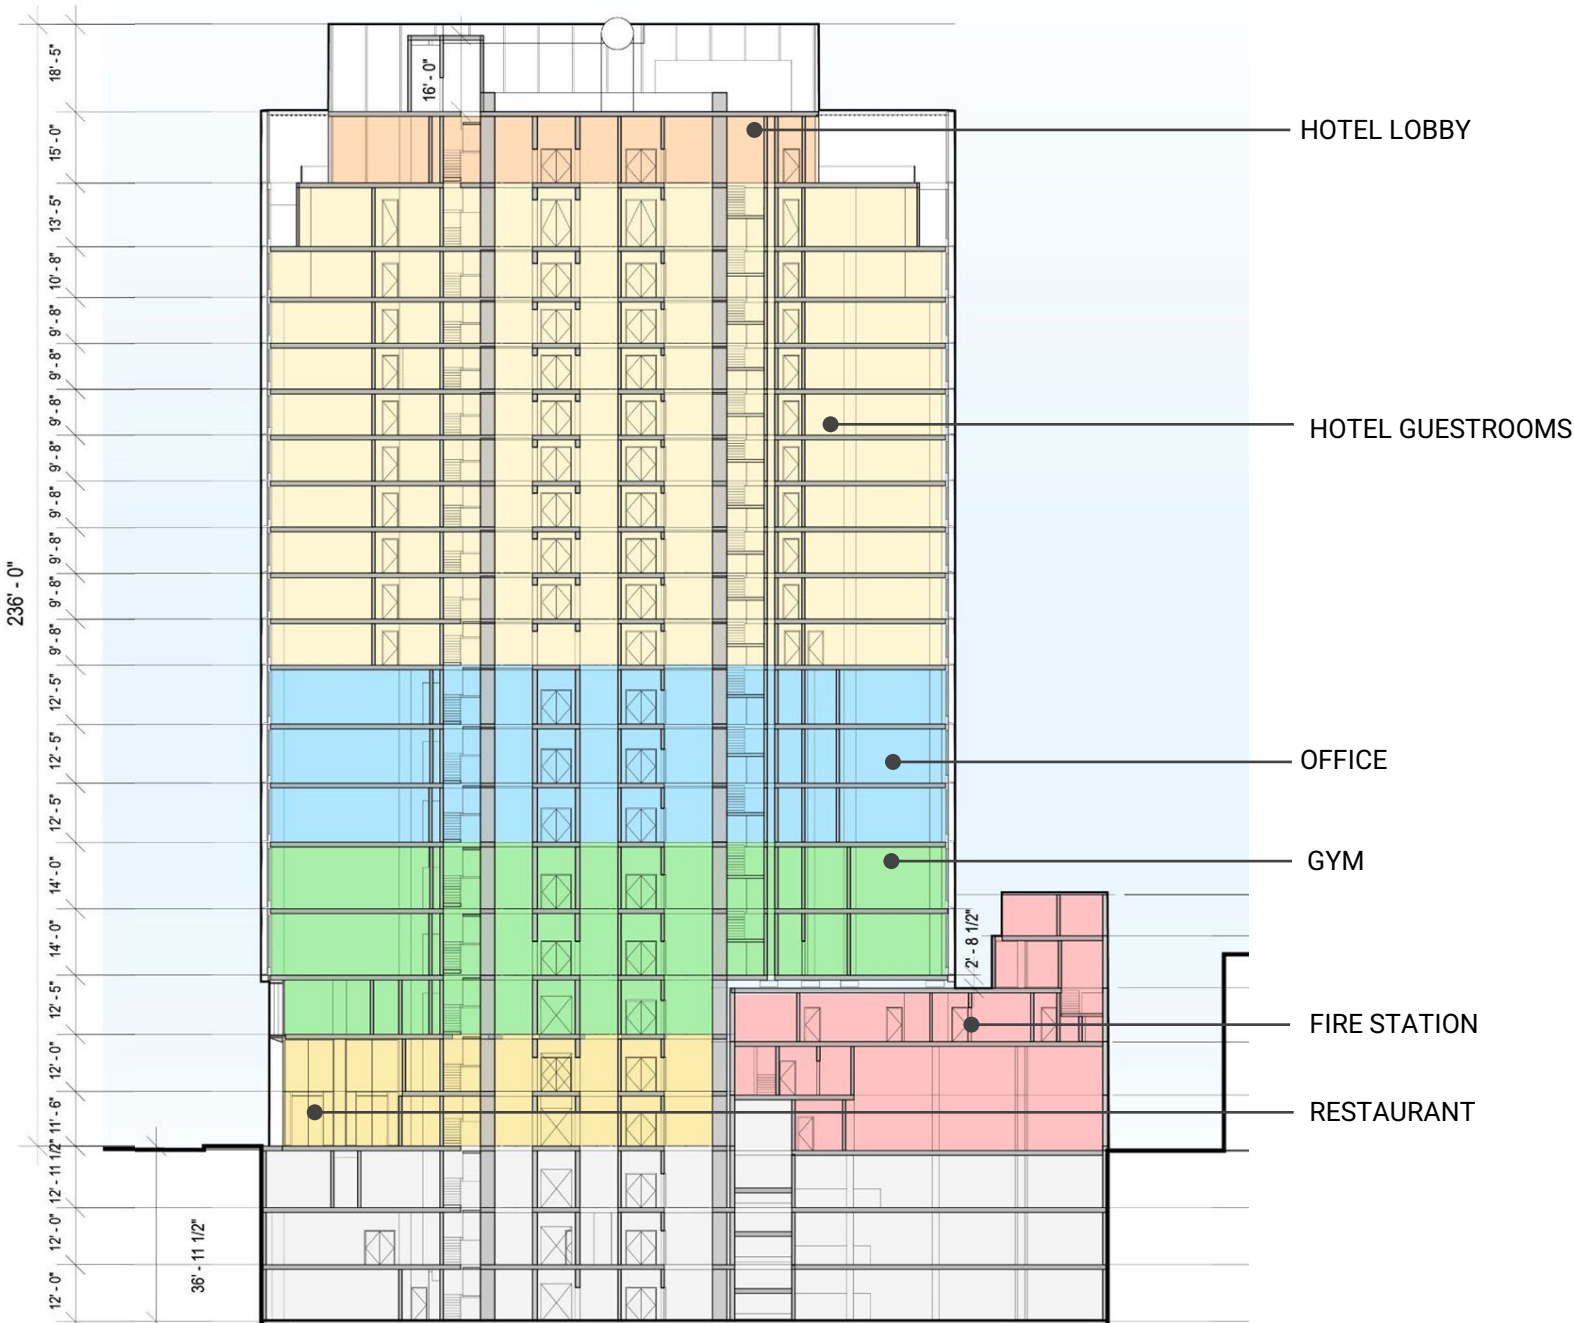 18' - 5"
16' - 0"
15' - 0"
HOTEL LOBBY
13' - 5"
10' - 8"
9' - 8"
9' - 8"
9' - 8"
HOTEL GUESTROOMS
9' - 8"
9' - 8"
9' - 8"
9' - 8"
236' - 0"
9' - 8"
12' - 5"
12' - 5"
OFFICE
12' - 5"
GYM
14' - 0"
14' - 0"
2' - 8 1/2"
12' - 5"
FIRE STATION
12' - 0"
11' - 6"
RESTAURANT
12' - 11 1/2"
12' - 0"
36' - 11 1/2"
12' - 0"